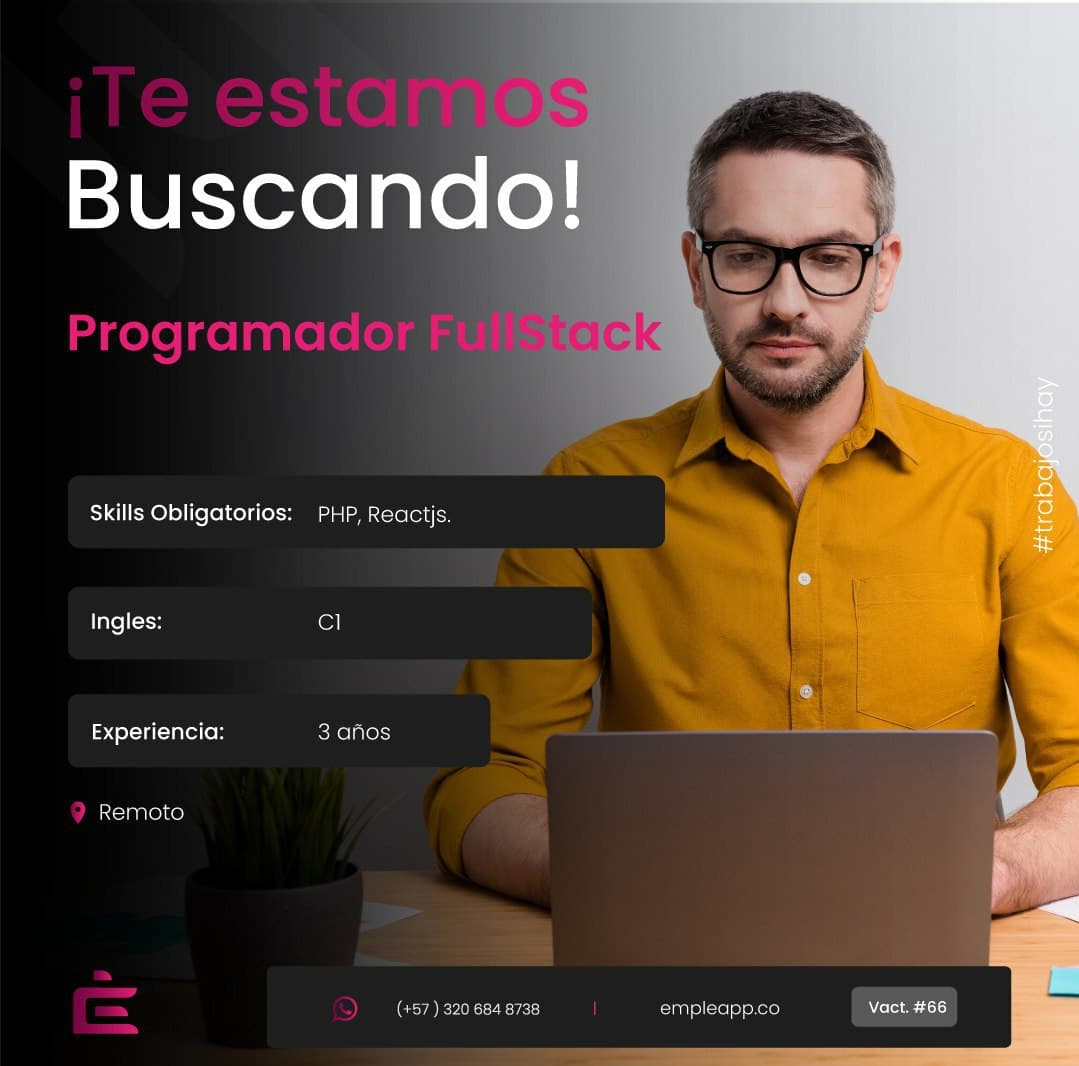 ¡Te estamos
Buscando!
Programador FullStack
#trabajosihay
Skills Obligatorios: PHP, Reactjs.
Ingles: C1
Experiencia: 3 años
Remoto
(+57 ) 320 684 8738 | empleapp.co Vact. #66